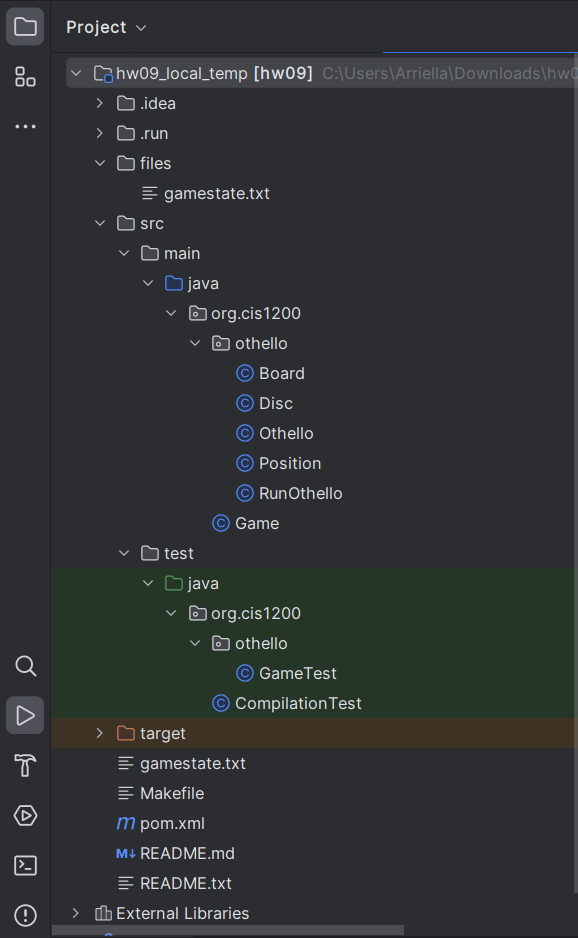 Project
hw09_local_temp [hw09] C:\Users\Arriella\Downloads\hw0
.idea
.run
files
gamestate.txt
src
main
java
org.cis1200
othello
Board
Disc
Othello
Position
RunOthello
Game
test
java
org.cis1200
othello
GameTest
CompilationTest
target
gamestate.txt
Makefile
pom.xml
README.md
README.txt
External Libraries